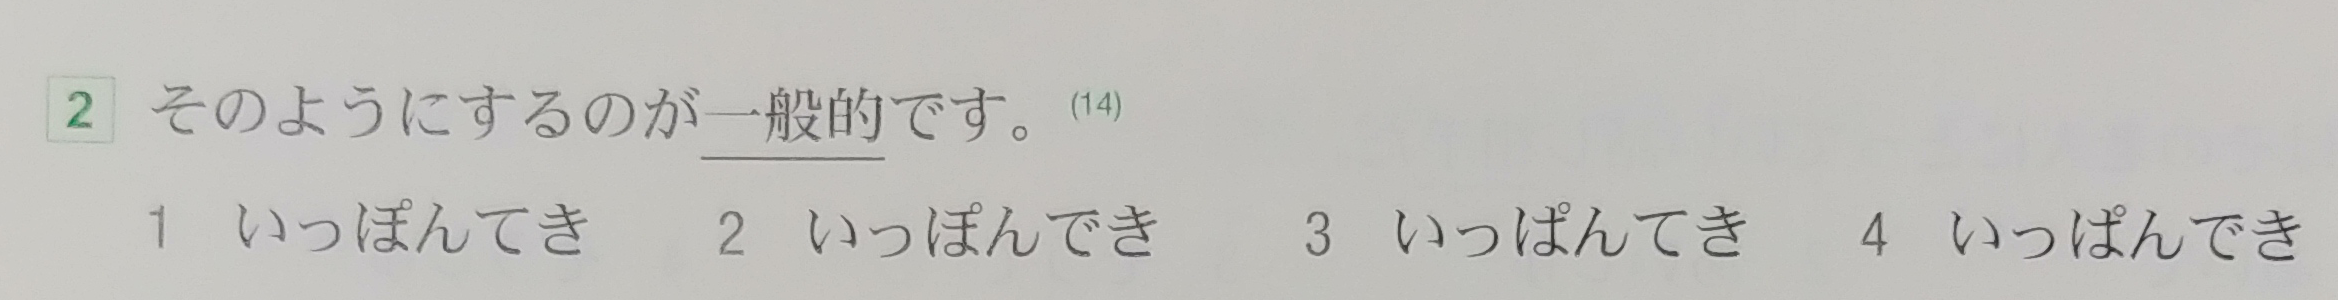 2 そのようにするのが一般的です。(14)
1 いっぽんてき 2 いっぽんでき 3 いっぱんてき 4 いっぱんでき